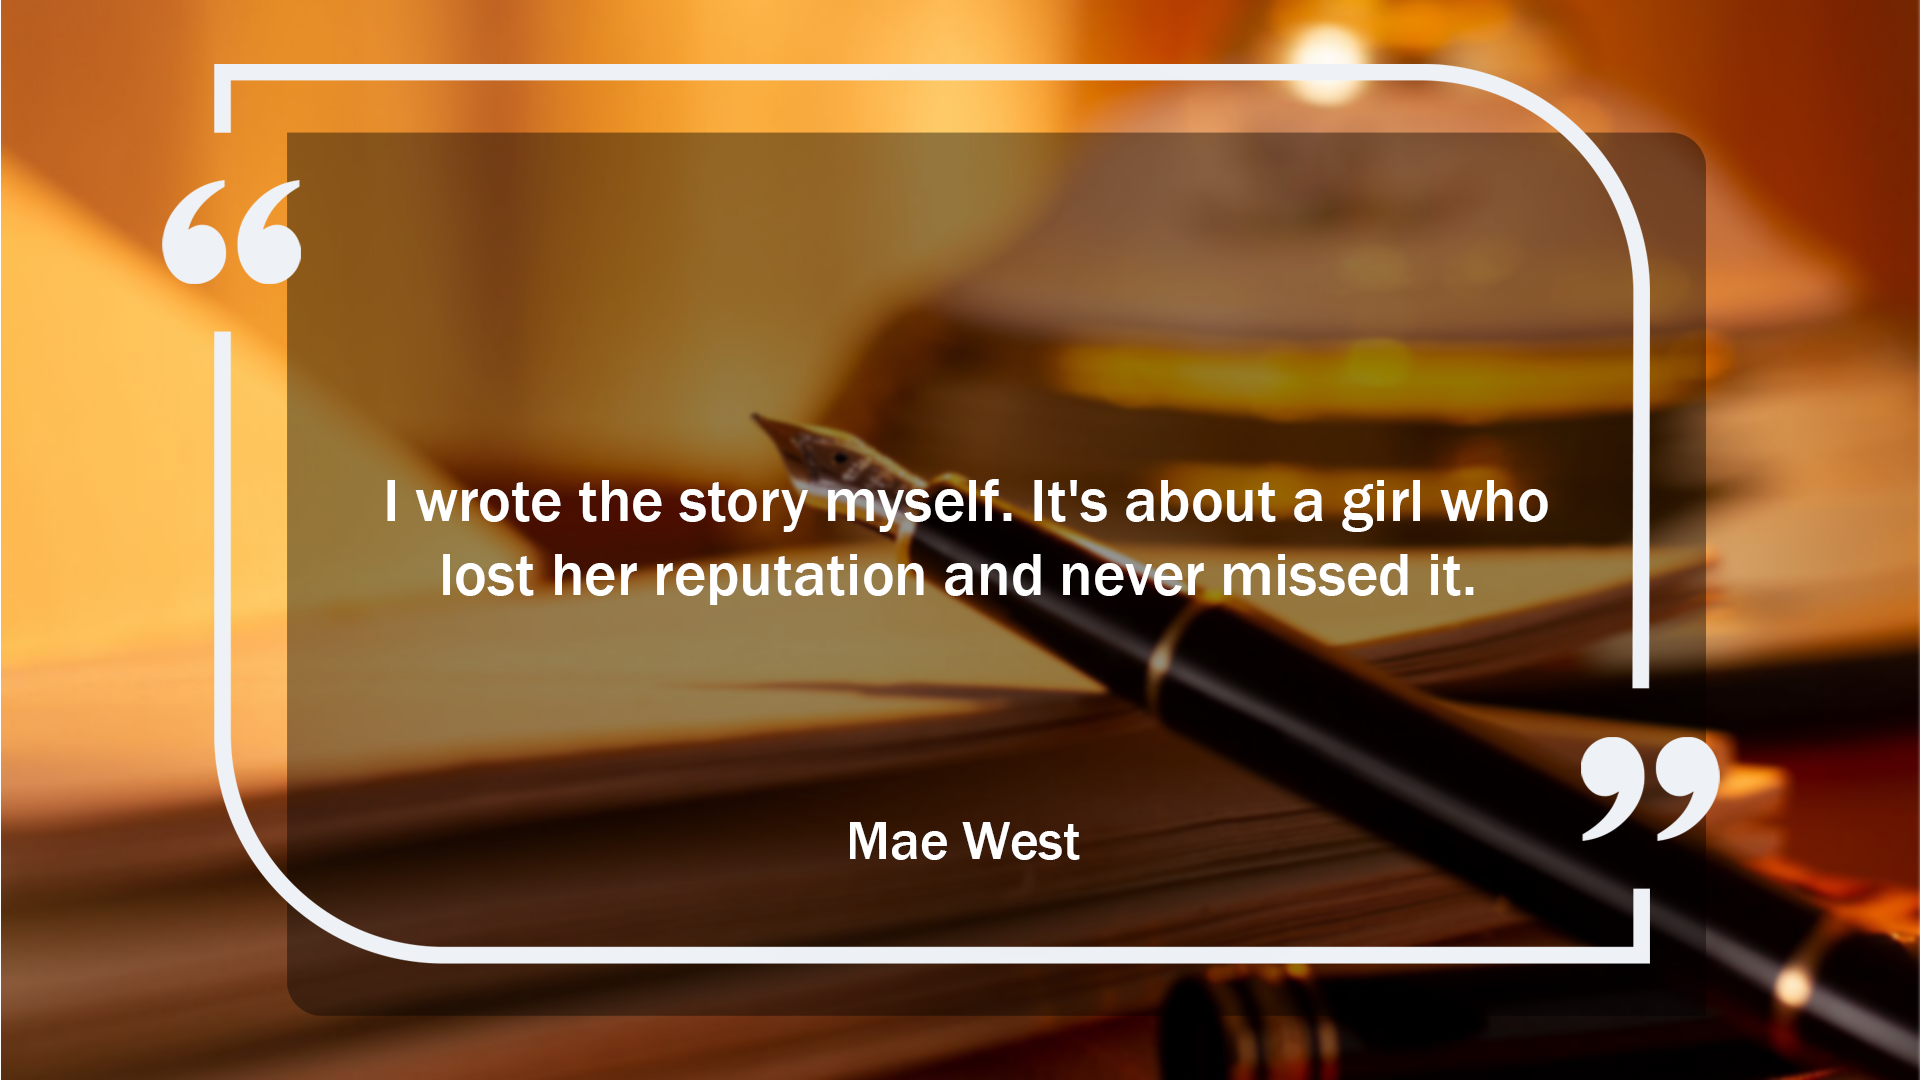 “
I wrote the story myself. It's about a girl who
lost her reputation and never missed it.
”
Mae West